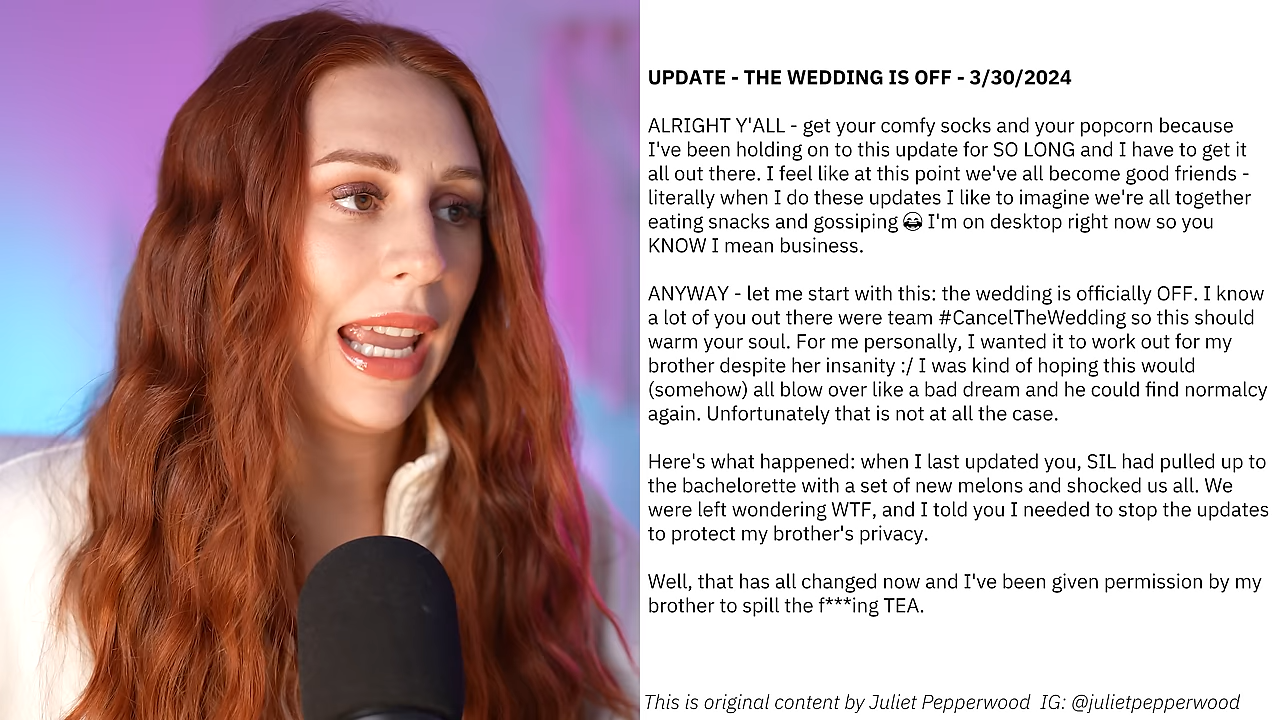 UPDATE - THE WEDDING IS OFF - 3/30/2024
ALRIGHT Y'ALL - get your comfy socks and your popcorn because
I've been holding on to this update for SO LONG and I have to get it
all out there. I feel like at this point we've all become good friends -
literally when I do these updates I like to imagine we're all together
eating snacks and gossiping 😂 I'm on desktop right now so you
KNOW I mean business.
ANYWAY - let me start with this: the wedding is officially OFF. I know
a lot of you out there were team #CancelTheWedding so this should
warm your soul. For me personally, I wanted it to work out for my
brother despite her insanity :/ I was kind of hoping this would
(somehow) all blow over like a bad dream and he could find normalcy
again. Unfortunately that is not at all the case.
Here's what happened: when I last updated you, SIL had pulled up to
the bachelorette with a set of new melons and shocked us all. We
were left wondering WTF, and I told you I needed to stop the updates
to protect my brother's privacy.
Well, that has all changed now and I've been given permission by my
brother to spill the f***ing TEA.
This is original content by Juliet Pepperwood IG: @julietpepperwood